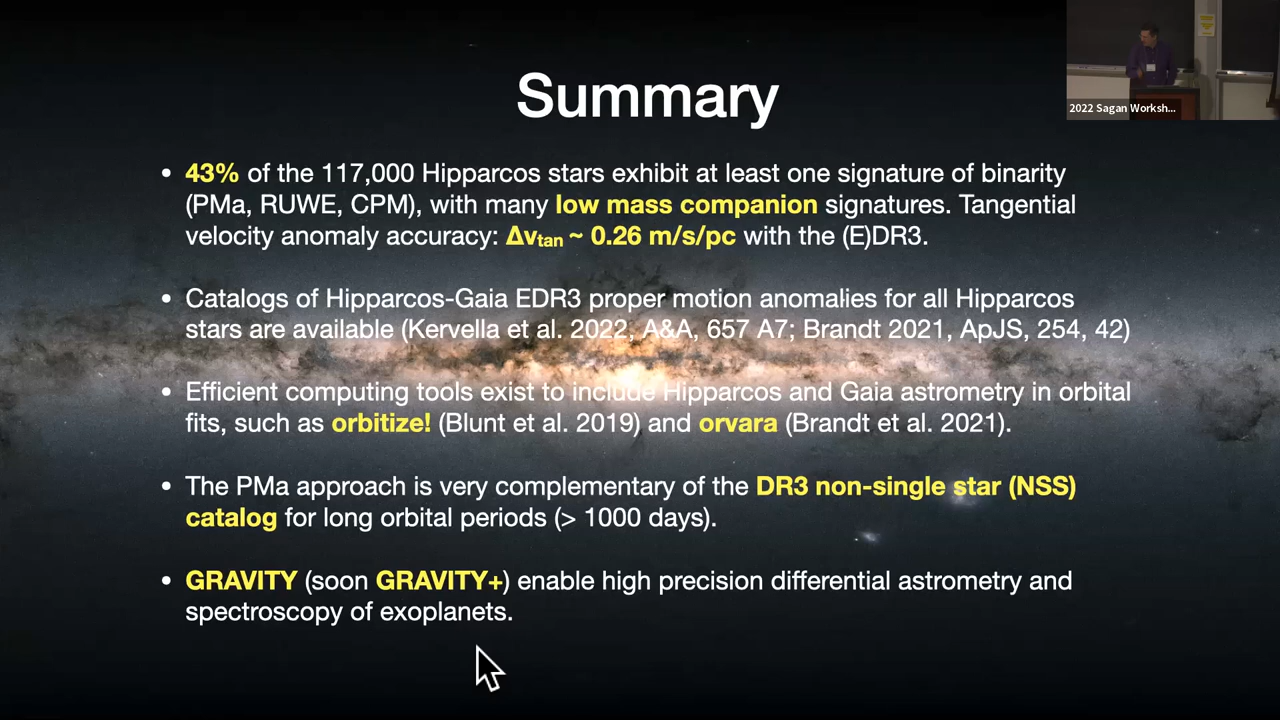 2022 Sagan Worksh...
Summary
• 43% of the 117,000 Hipparcos stars exhibit at least one signature of binarity
(PMa, RUWE, CPM), with many low mass companion signatures. Tangential
velocity anomaly accuracy: Δvtan ~ 0.26 m/s/pc with the (E)DR3.
• Catalogs of Hipparcos-Gaia EDR3 proper motion anomalies for all Hipparcos
stars are available (Kervella et al. 2022, A&A, 657 A7; Brandt 2021, ApJS, 254, 42)
• Efficient computing tools exist to include Hipparcos and Gaia astrometry in orbital
fits, such as orbitize! (Blunt et al. 2019) and orvara (Brandt et al. 2021).
• The PMa approach is very complementary of the DR3 non-single star (NSS)
catalog for long orbital periods (> 1000 days).
• GRAVITY (soon GRAVITY+) enable high precision differential astrometry and
spectroscopy of exoplanets.